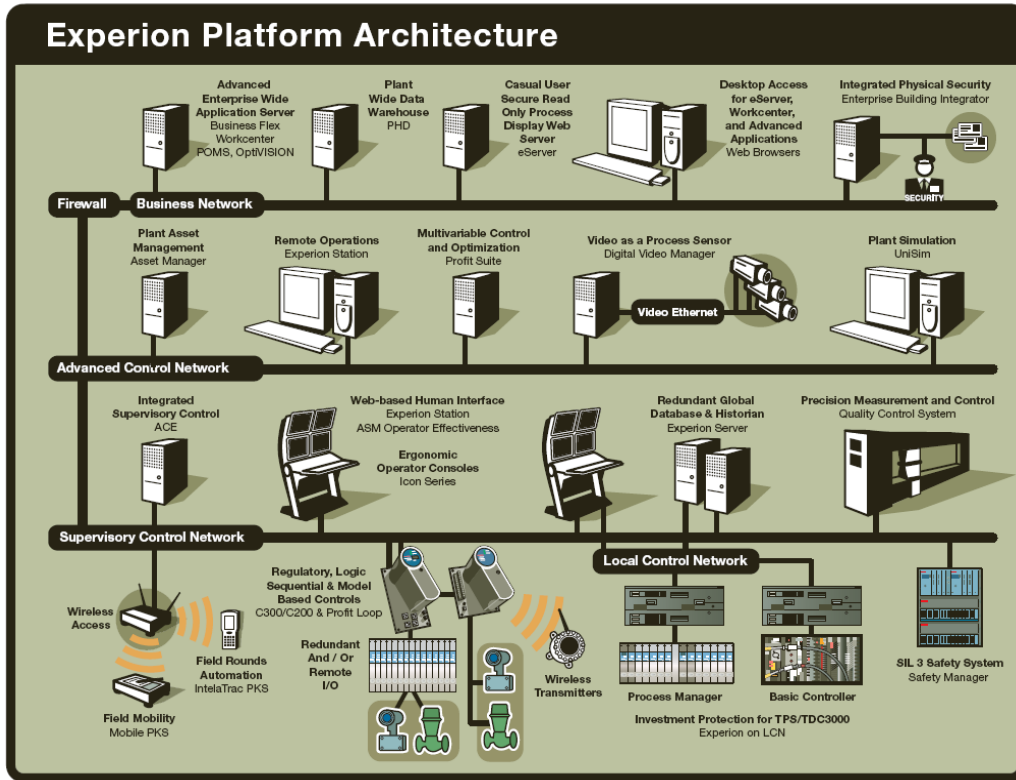 Experion Platform Architecture
Advanced
Enterprise Wide
Application Server
Business Flex
Workcenter
POMS, OptiVISION
Plant
Wide Data
Warehouse
PHD
Casual User
Secure Read
Only Process
Display Web
Server
eServer
Desktop Access
for eServer,
Workcenter,
and Advanced
Applications
Web Browsers
Integrated Physical Security
Enterprise Building Integrator
SECURITY
Firewall
Business Network
Plant Asset
Management
Asset Manager
Remote Operations
Experion Station
Multivariable Control
and Optimization
Profit Suite
Video as a Process Sensor
Digital Video Manager
Video Ethernet
Plant Simulation
UniSim
Advanced Control Network
Integrated
Supervisory Control
ACE
Web-based Human Interface
Experion Station
ASM Operator Effectiveness
Ergonomic
Operator Consoles
Icon Series
Redundant Global
Database & Historian
Experion Server
Precision Measurement and Control
Quality Control System
Supervisory Control Network
Local Control Network
Wireless
Access
Field Rounds
Automation
IntelaTrac PKS
Field Mobility
Mobile PKS
Regulatory, Logic
Sequential & Model
Based Controls
C300/C200 & Profit Loop
Redundant
And / Or
Remote
I/O
Wireless
Transmitters
Process Manager
Basic Controller
Investment Protection for TPS/TDC3000
Experion on LCN
SIL 3 Safety System
Safety Manager